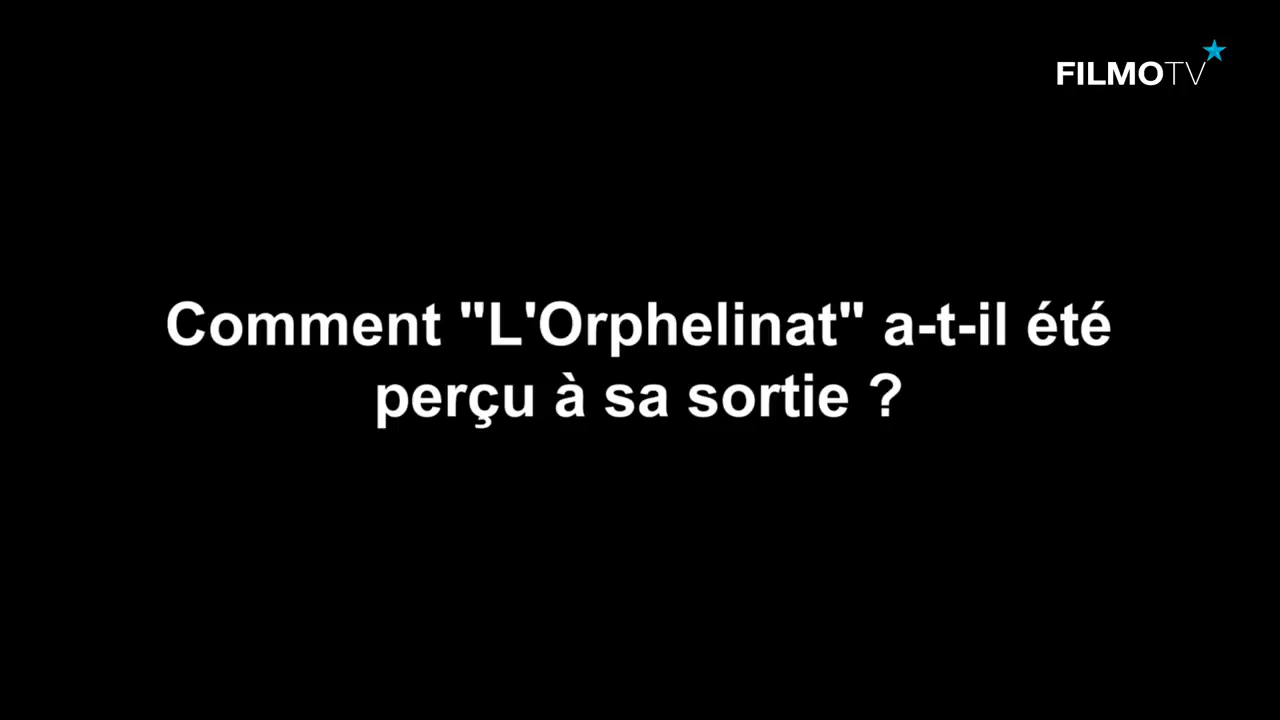 FILMOTV
Comment "L'Orphelinat" a-t-il été
perçu à sa sortie ?